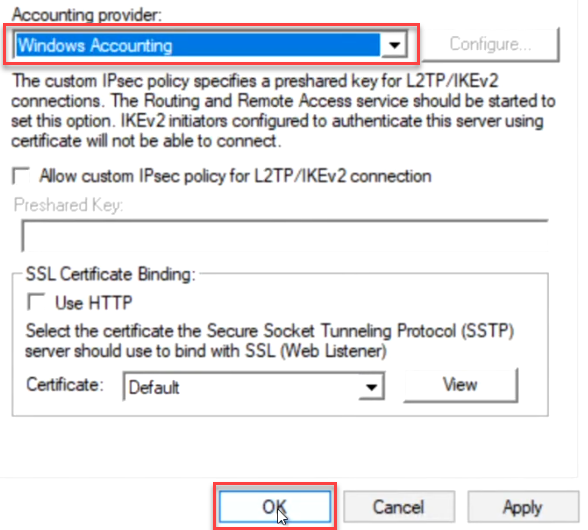 Accounting provider:
Windows Accounting
Configure...
The custom IPsec policy specifies a preshared key for L2TP/IKEv2
connections. The Routing and Remote Access service should be started to
set this option. IKEv2 initiators configured to authenticate this server using
certificate will not be able to connect.
Allow custom IPsec policy for L2TP/IKEv2 connection
Preshared Key:
SSL Certificate Binding:
Use HTTP
Select the certificate the Secure Socket Tunneling Protocol (SSTP)
server should use to bind with SSL (Web Listener)
Certificate:
Default
View
OK
Cancel
Apply